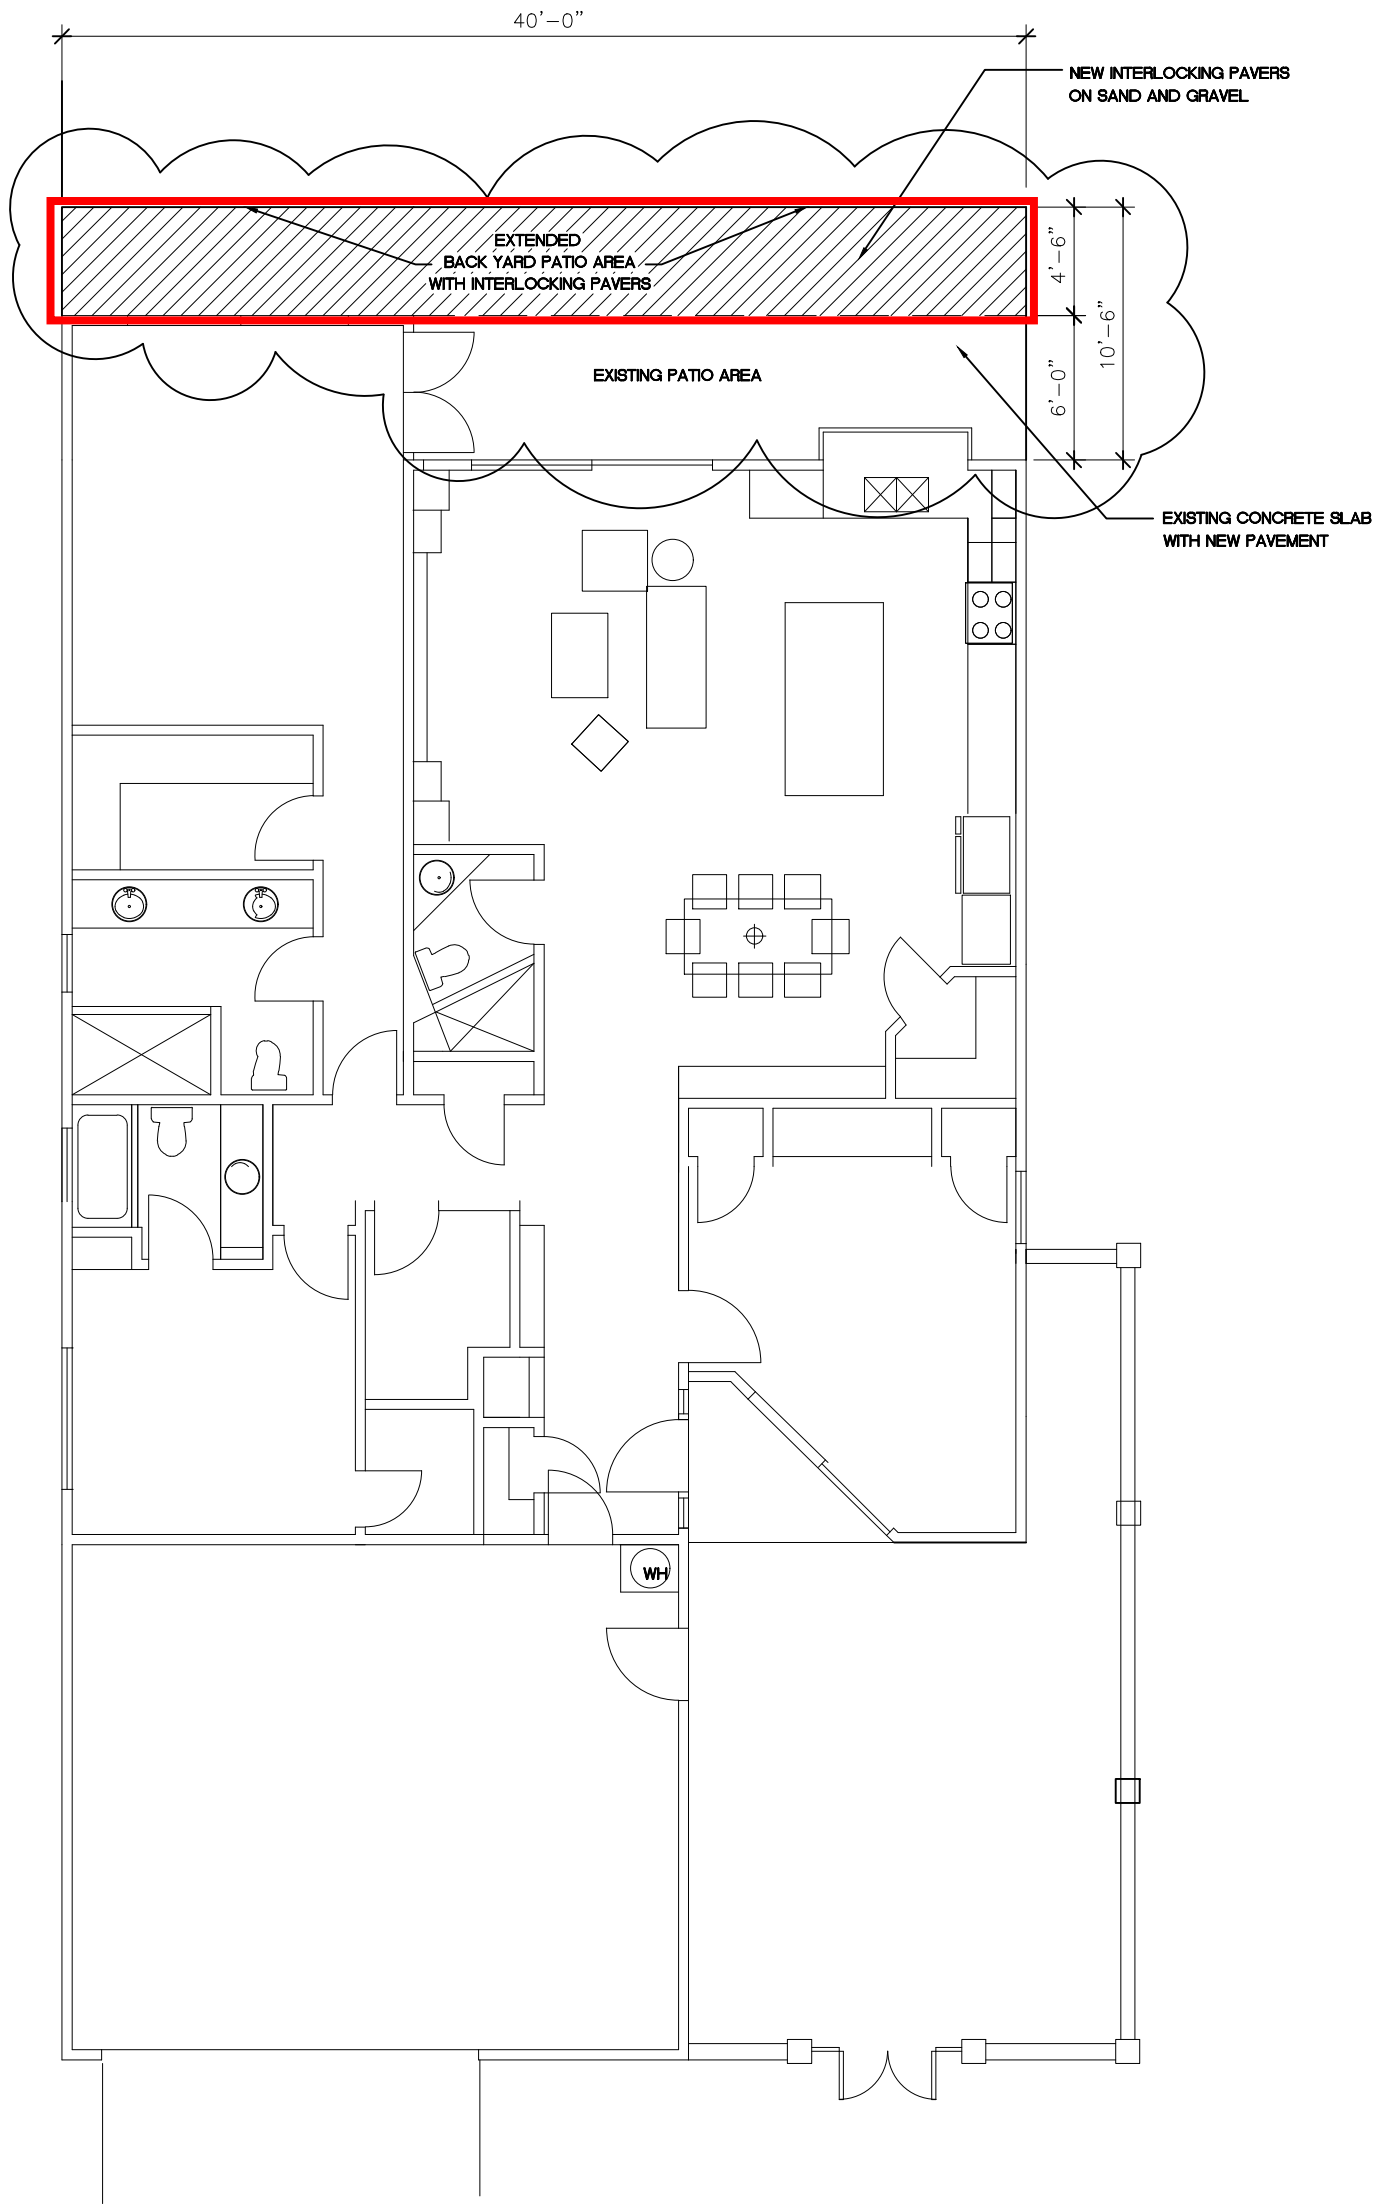 40'-0"
NEW INTERLOCKING PAVERS
ON SAND AND GRAVEL
EXTENDED
BACK YARD PATIO AREA
WITH INTERLOCKING PAVERS
4'-6"
10'-6"
6'-0"
EXISTING PATIO AREA
EXISTING CONCRETE SLAB
WITH NEW PAVEMENT
WH